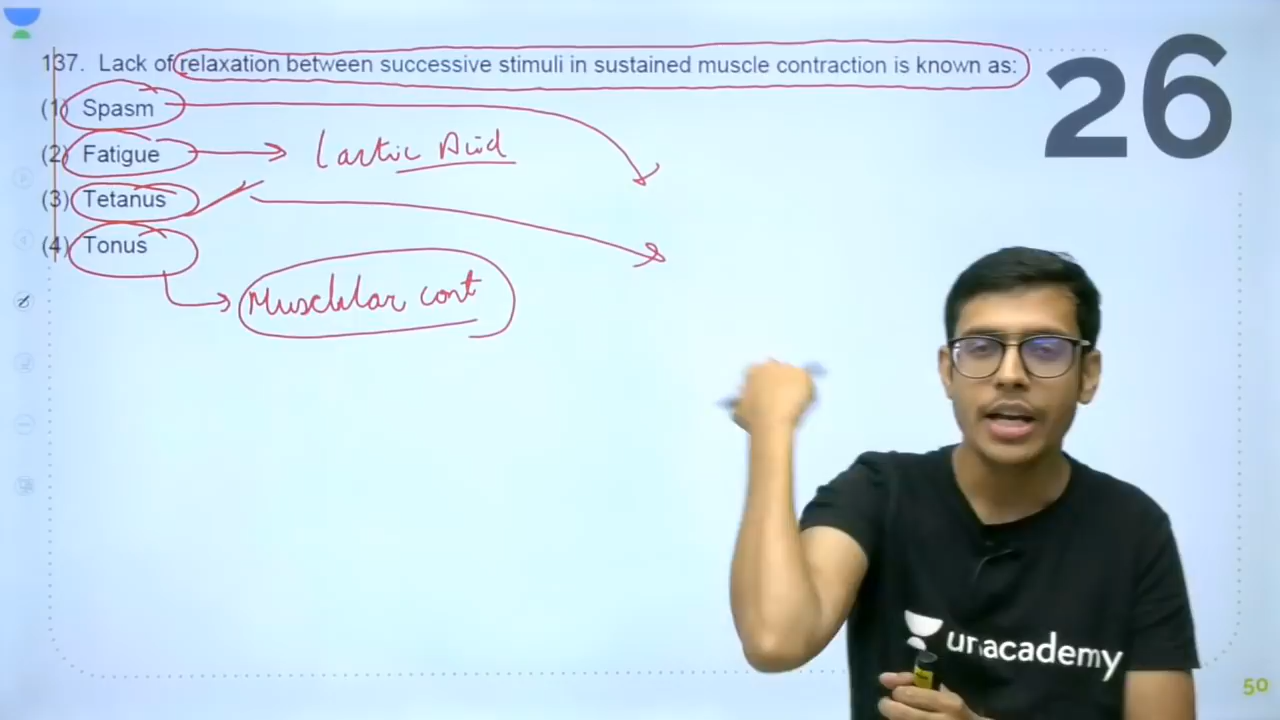 137. Lack of relaxation between successive stimuli in sustained muscle contraction is known as:
26
(1) Spasm
(2) Fatigue
Lactic Acid
(3) Tetanus
(4) Tonus
Musclular cont
unacademy
50